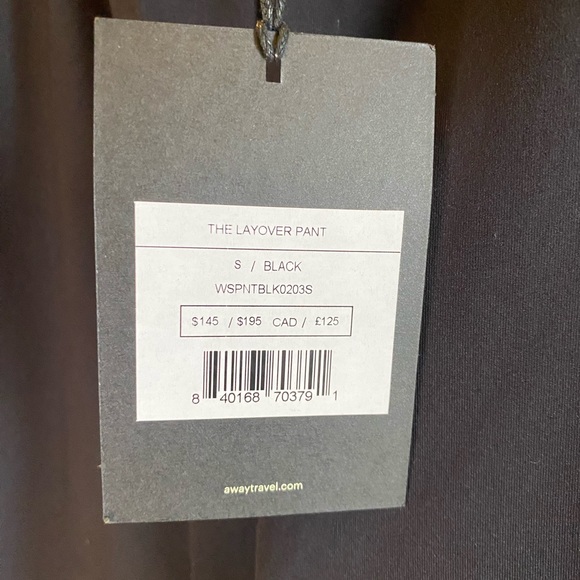 THE LAYOVER PANT
S / BLACK
WSPNTBLK0203S
$145 / $195 CAD / £125
8 40168 70379 1
awaytravel.com